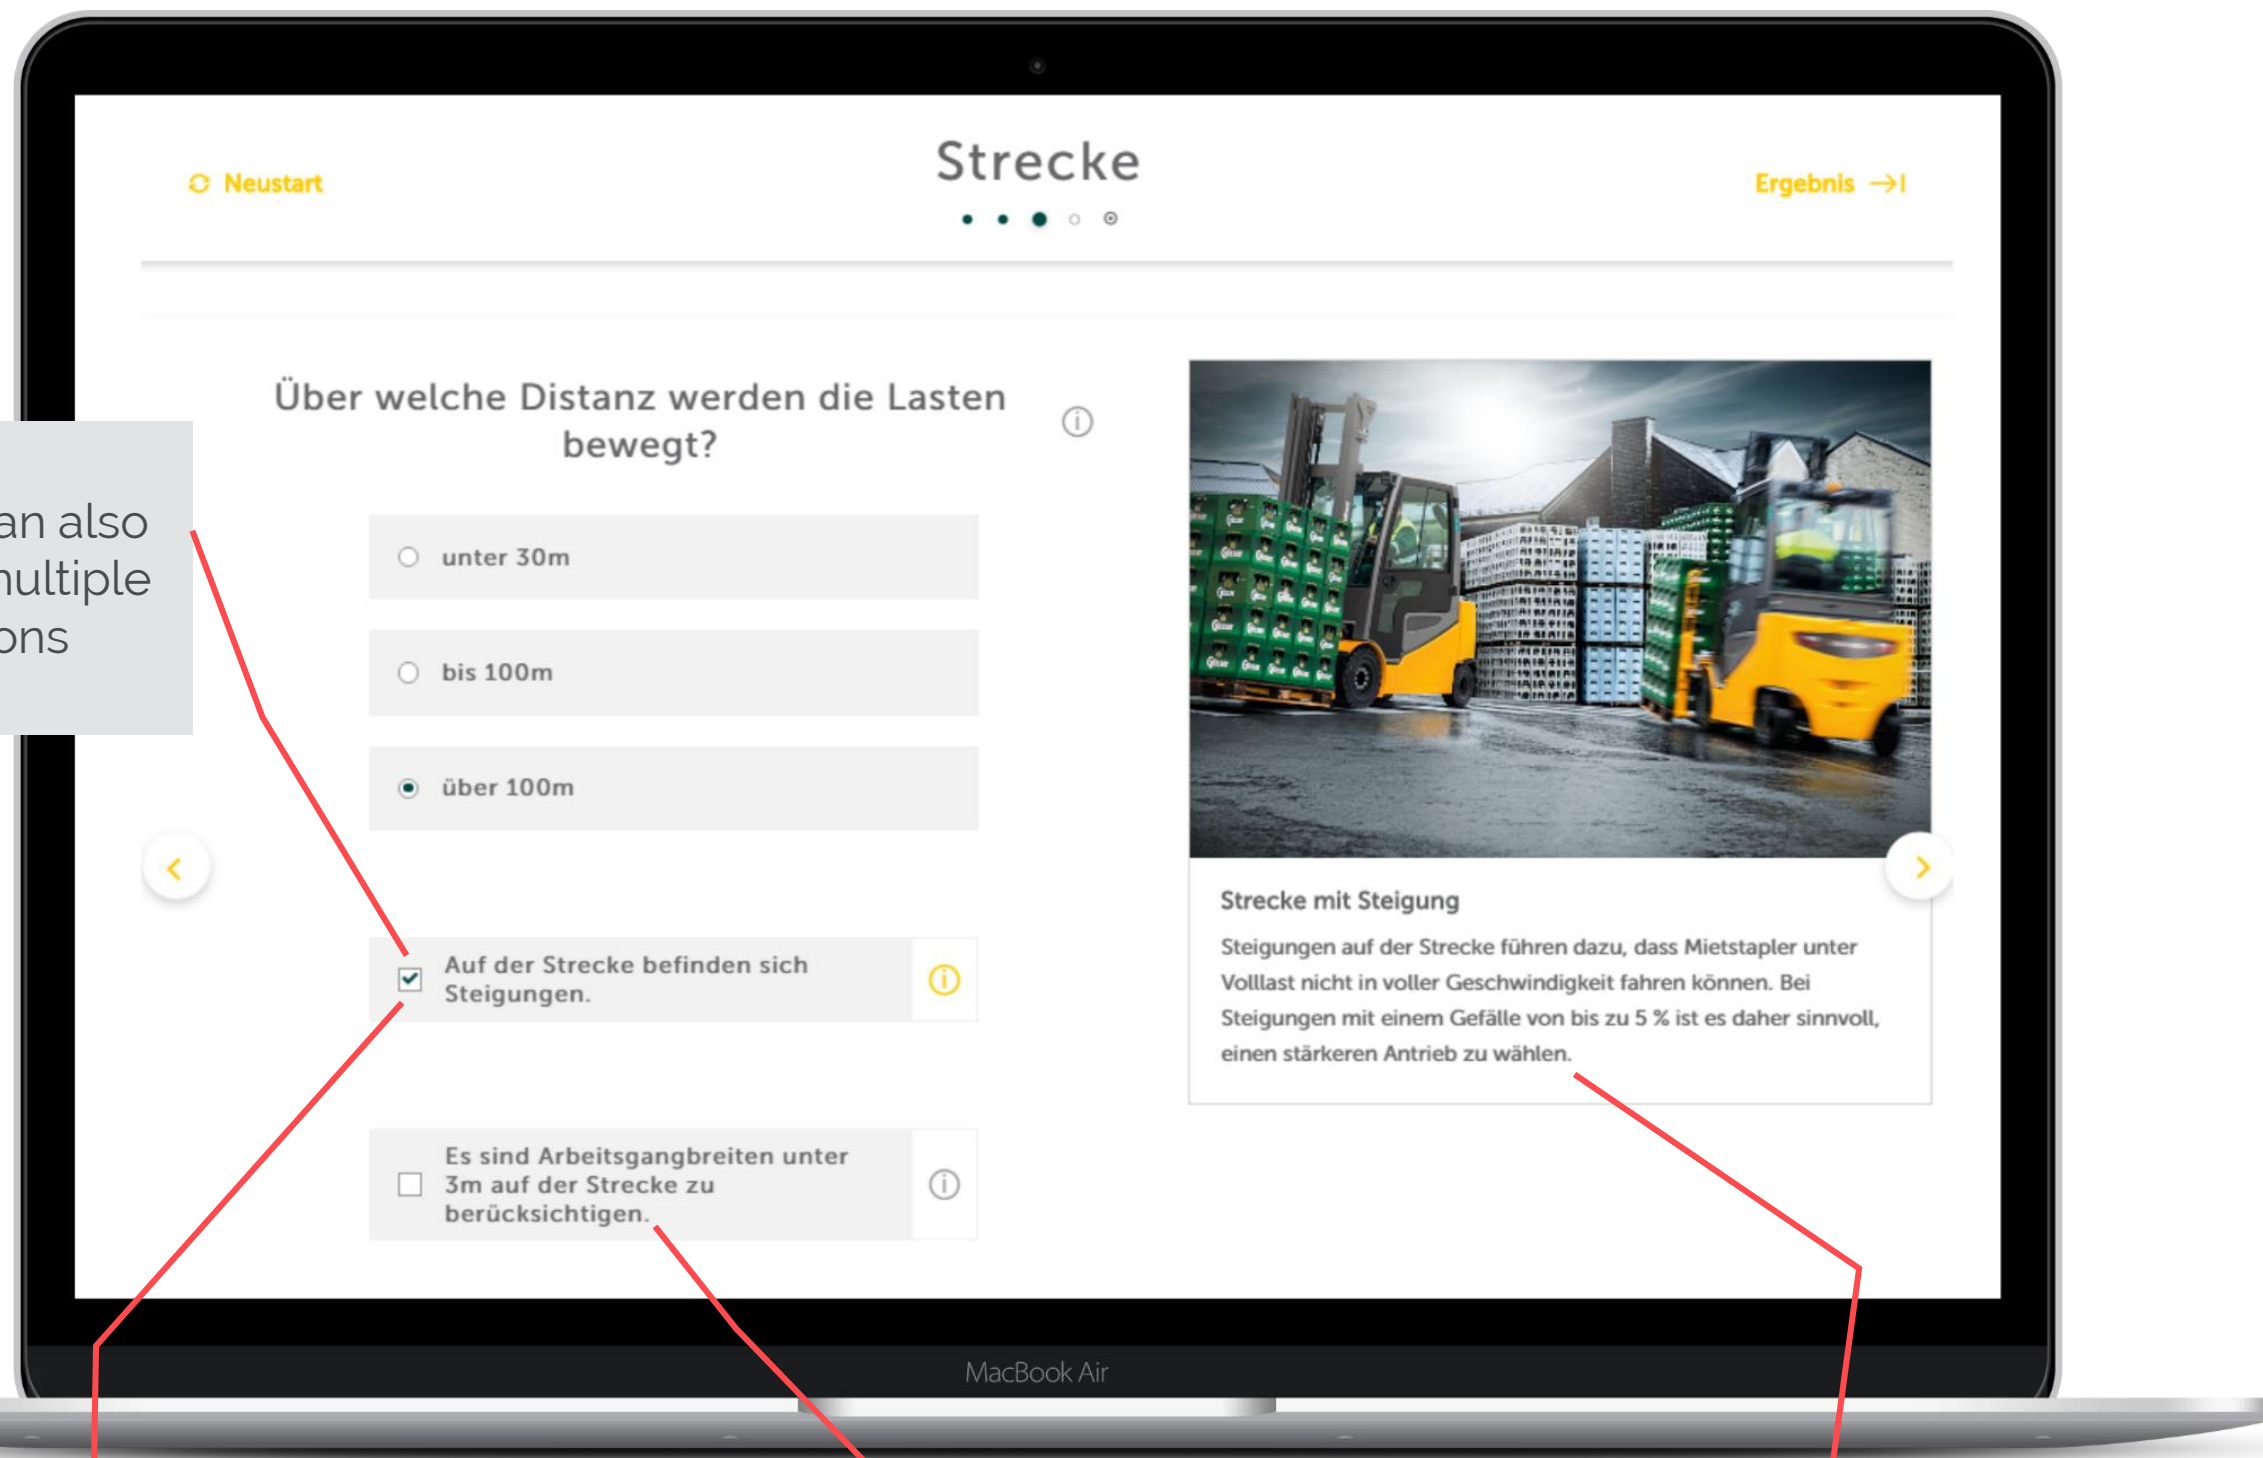 Neustart
Strecke
Ergebnis
Über welche Distanz werden die Lasten
bewegt?
an also
multiple
ons
unter 30m
bis 100m
über 100m
Auf der Strecke befinden sich
Steigungen.
Es sind Arbeitsgangbreiten unter
3m auf der Strecke zu
berücksichtigen.
Strecke mit Steigung
Steigungen auf der Strecke führen dazu, dass Mietstapler unter
Volllast nicht in voller Geschwindigkeit fahren können. Bei
Steigungen mit einem Gefälle von bis zu 5 % ist es daher sinnvoll,
einen stärkeren Antrieb zu wählen.
MacBook Air